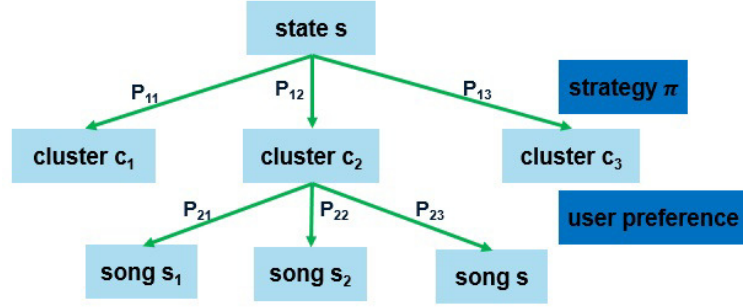 state s
P₁₁
P₁₂
P₁₃
strategy π
cluster c₁
cluster c₂
cluster c₃
P₂₁
P₂₂
P₂₃
user preference
song s₁
song s₂
song s